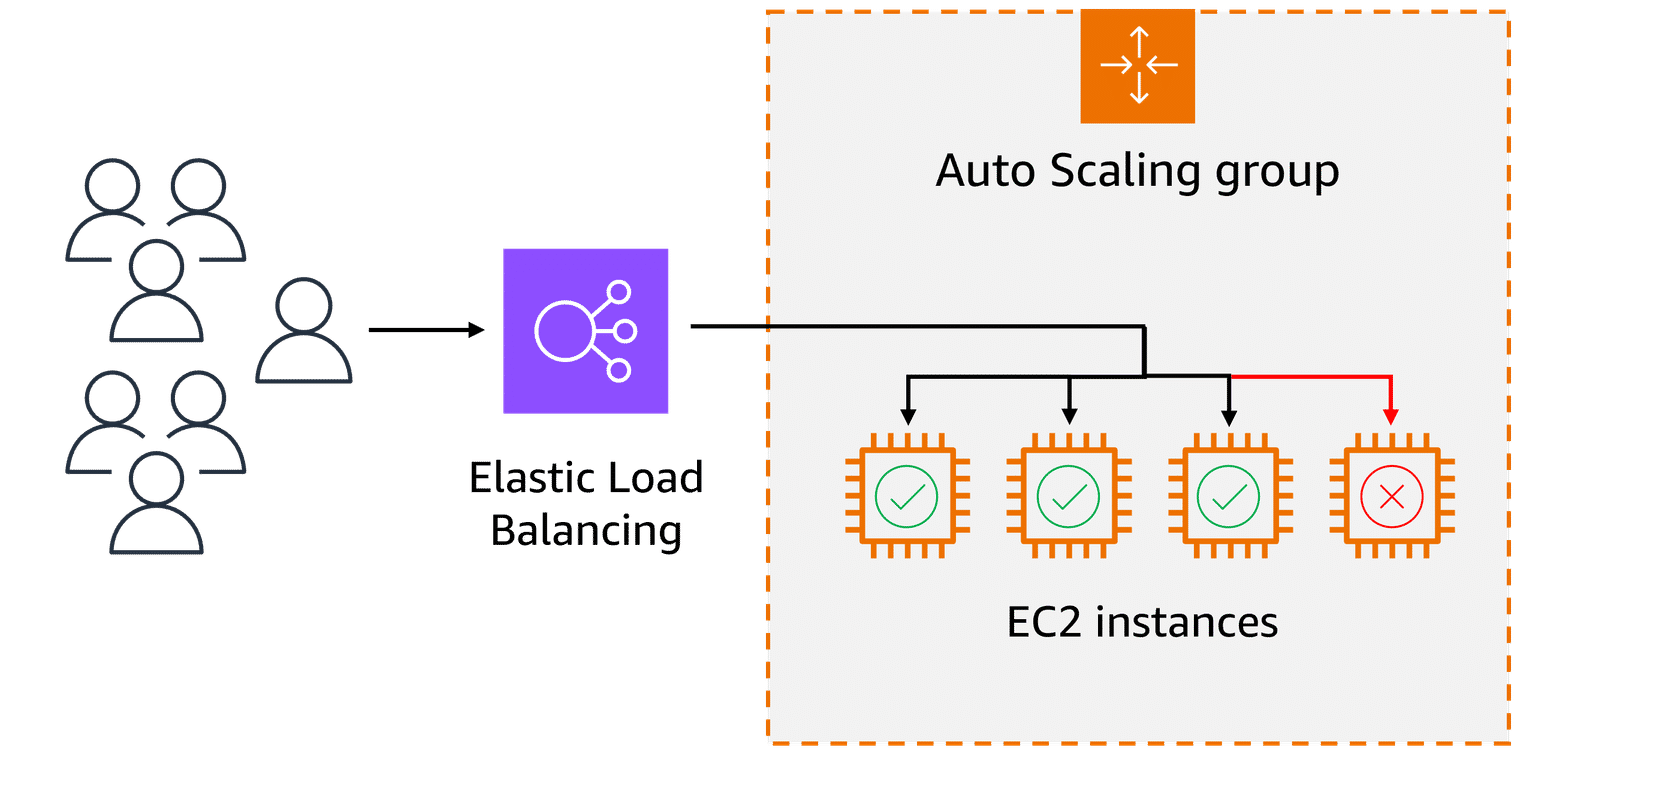 Auto Scaling group
Elastic Load
Balancing
EC2 instances